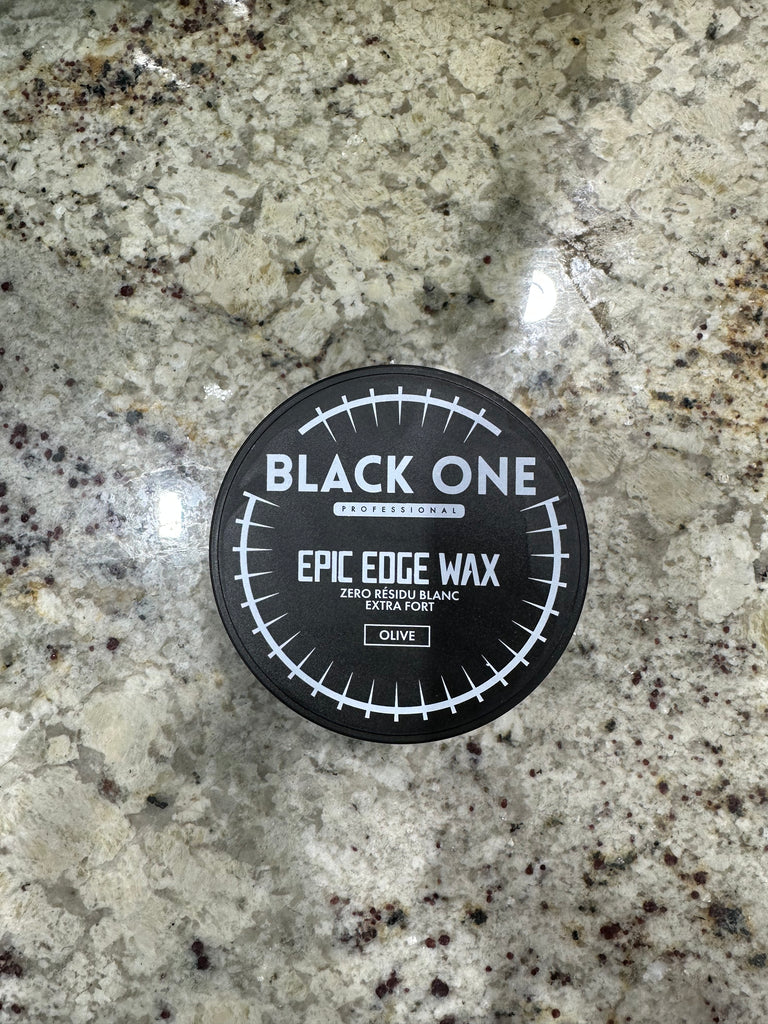 BLACK ONE
PROFESSIONAL
EPIC EDGE WAX
ZERO RÉSIDU BLANC
EXTRA FORT
OLIVE